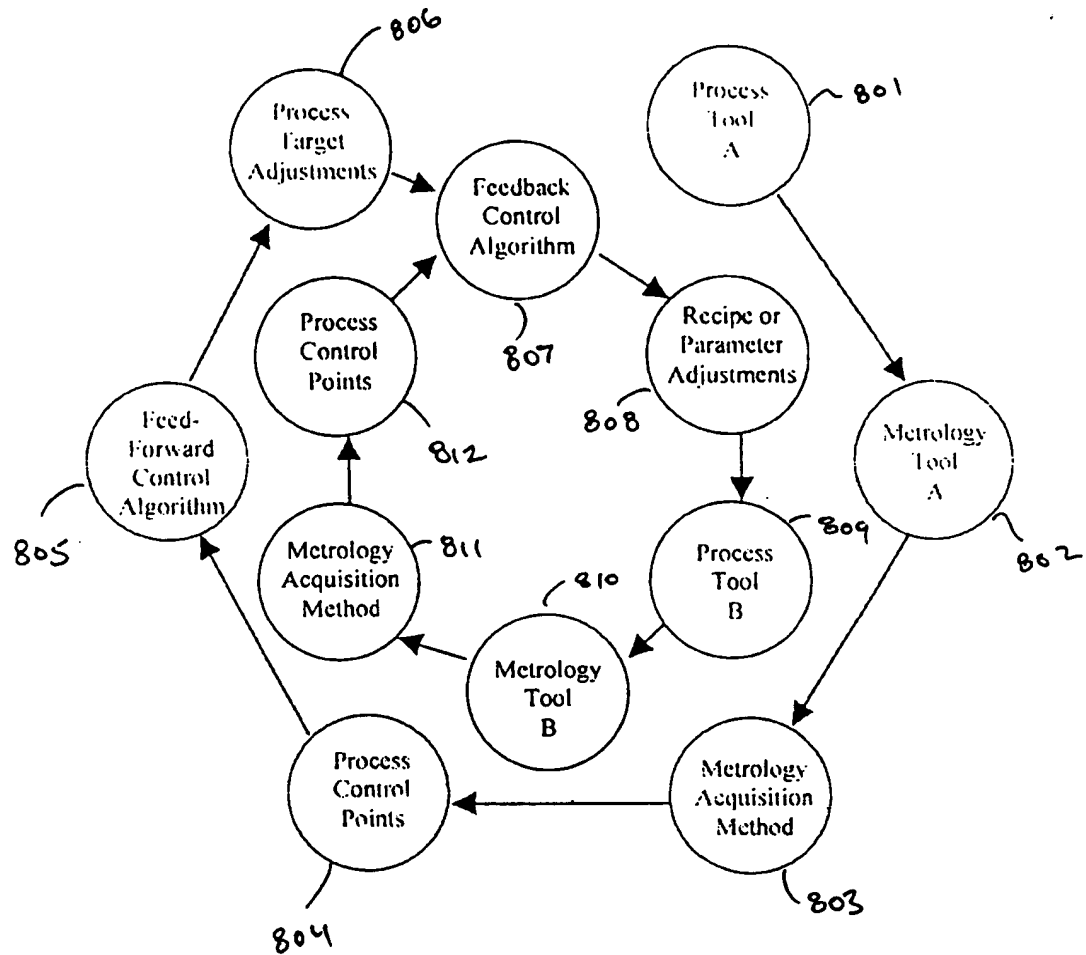 806
Process
Target
Adjustments
Process
Tool
A
801
Feedback
Control
Algorithm
807
Process
Control
Points
812
Recipe or
Parameter
Adjustments
808
Feed-
Forward
Control
Algorithm
805
Metrology
Tool
A
802
Metrology
Acquisition
Method
811
Process
Tool
B
809
810
Metrology
Tool
B
Process
Control
Points
804
Metrology
Acquisition
Method
803